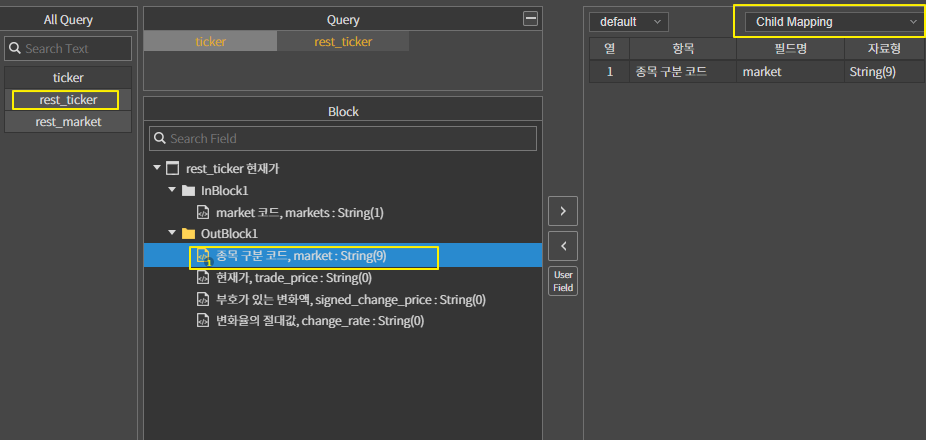 All Query
Search Text
ticker
rest_ticker
rest_market
Query
ticker rest_ticker
Block
Search Field
rest_ticker 현재가
InBlock1
market 코드, markets : String(1)
OutBlock1
1
종목 구분 코드, market : String(9)
현재가, trade_price : String(0)
부호가 있는 변화액, signed_change_price : String(0)
변화율의 절대값, change_rate : String(0)
>
<
User
Field
default Child Mapping
열 항목 필드명 자료형
1 종목 구분 코드 market String(9)